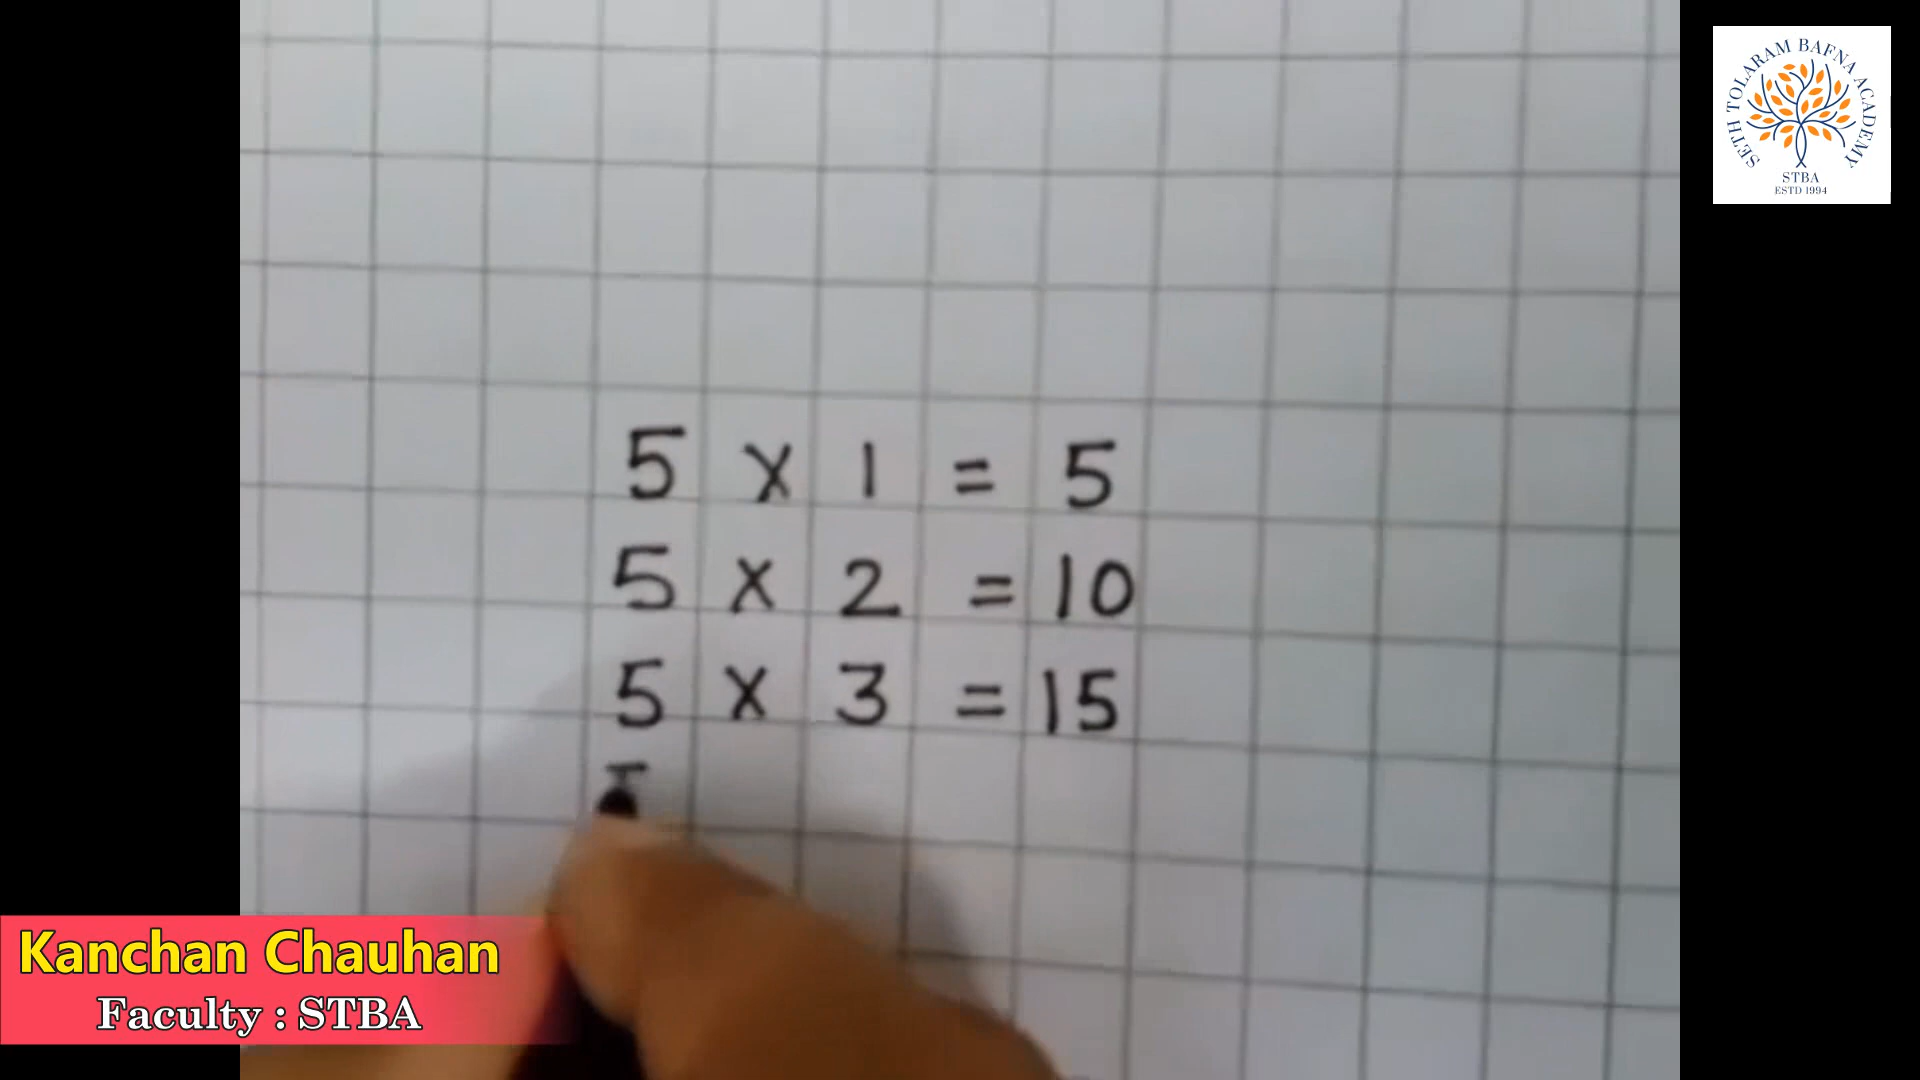 SETH TOLARAM BAFNA ACADEMY
STBA
ESTD 1994
5 x 1 = 5
5 x 2 = 10
5 x 3 = 15
Kanchan Chauhan
Faculty : STBA